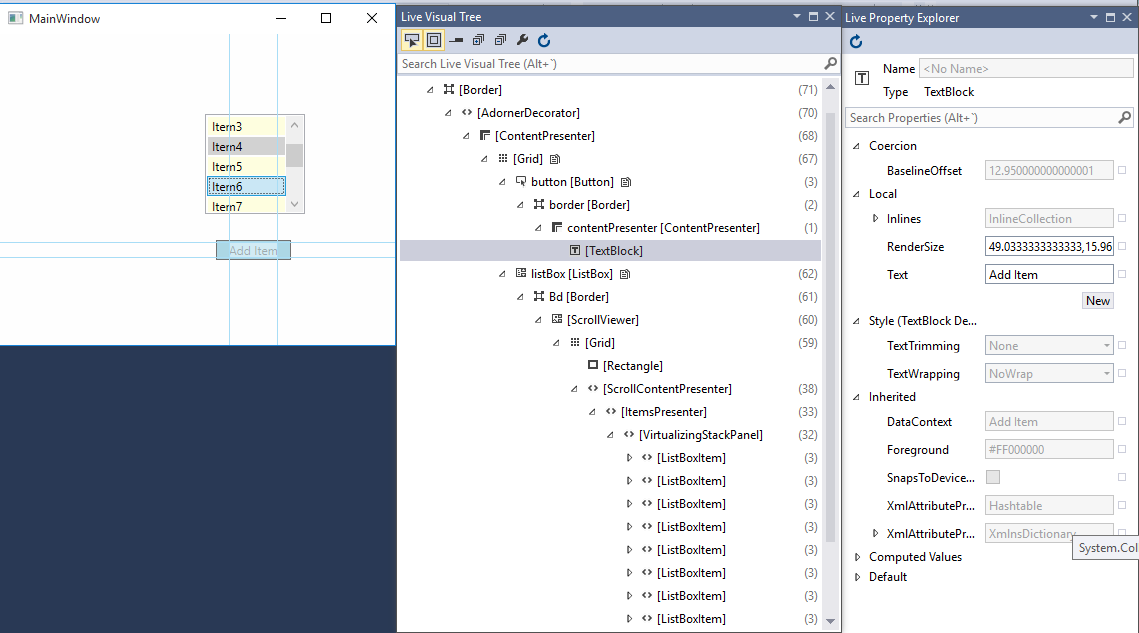 MainWindow
Item3
Item4
Item5
Item6
Item7
Add Item
Live Visual Tree
Search Live Visual Tree (Alt+`)
[Border] (71)
[AdornerDecorator] (70)
[ContentPresenter] (68)
[Grid] (67)
button [Button] (3)
border [Border] (2)
contentPresenter [ContentPresenter] (1)
[TextBlock]
listBox [ListBox] (62)
Bd [Border] (61)
[ScrollViewer] (60)
[Grid] (59)
[Rectangle]
[ScrollContentPresenter] (38)
[ItemsPresenter] (33)
[VirtualizingStackPanel] (32)
[ListBoxItem] (3)
[ListBoxItem] (3)
[ListBoxItem] (3)
[ListBoxItem] (3)
[ListBoxItem] (3)
[ListBoxItem] (3)
[ListBoxItem] (3)
[ListBoxItem] (3)
Live Property Explorer
Name <No Name>
Type TextBlock
Search Properties (Alt+`)
Coercion
BaselineOffset 12.950000000000001
Local
Inlines InlineCollection
RenderSize 49.0333333333333,15.96
Text Add Item
New
Style (TextBlock De...
TextTrimming None
TextWrapping NoWrap
Inherited
DataContext Add Item
Foreground #FF000000
SnapsToDevice...
XmlAttributePr... Hashtable
XmlAttributePr... XmlnsDictionary
System.Col
Computed Values
Default